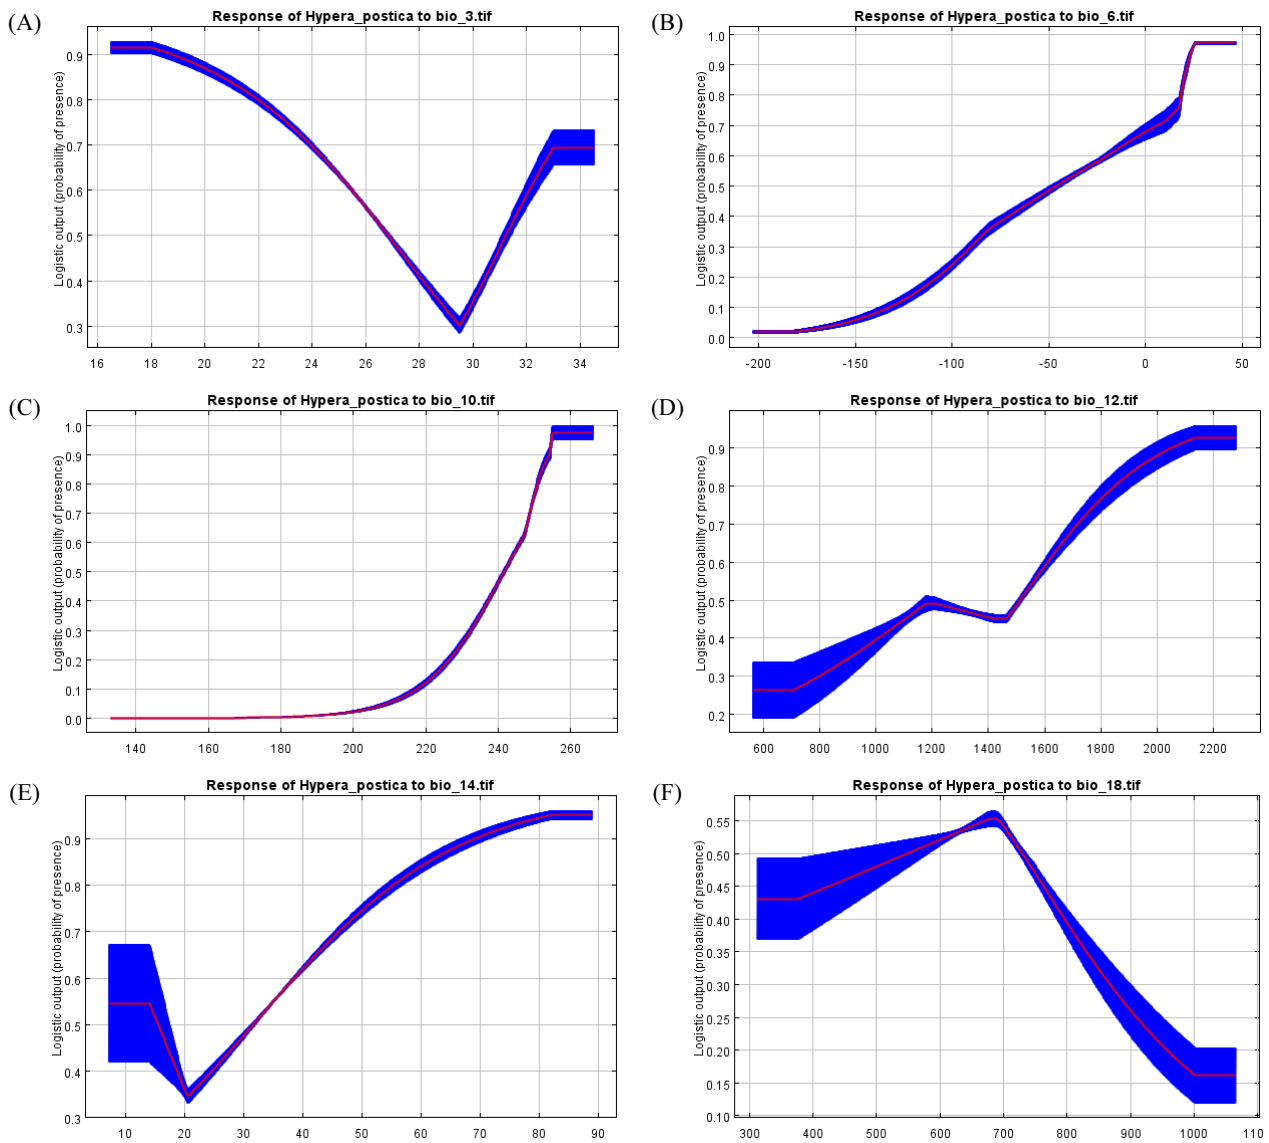 (A)
Response of Hypera_postica to bio_3.tif
Logistic output (probability of presence)
0.9
0.8
0.7
0.6
0.5
0.4
0.3
16 18 20 22 24 26 28 30 32 34
(B)
Response of Hypera_postica to bio_6.tif
Logistic output (probability of presence)
1.0
0.9
0.8
0.7
0.6
0.5
0.4
0.3
0.2
0.1
0.0
-200 -150 -100 -50 0 50
(C)
Response of Hypera_postica to bio_10.tif
Logistic output (probability of presence)
1.0
0.9
0.8
0.7
0.6
0.5
0.4
0.3
0.2
0.1
0.0
140 160 180 200 220 240 260
(D)
Response of Hypera_postica to bio_12.tif
Logistic output (probability of presence)
0.9
0.8
0.7
0.6
0.5
0.4
0.3
0.2
600 800 1000 1200 1400 1600 1800 2000 2200
(E)
Response of Hypera_postica to bio_14.tif
Logistic output (probability of presence)
0.9
0.8
0.7
0.6
0.5
0.4
0.3
10 20 30 40 50 60 70 80 90
(F)
Response of Hypera_postica to bio_18.tif
Logistic output (probability of presence)
0.55
0.50
0.45
0.40
0.35
0.30
0.25
0.20
0.15
0.10
300 400 500 600 700 800 900 1000